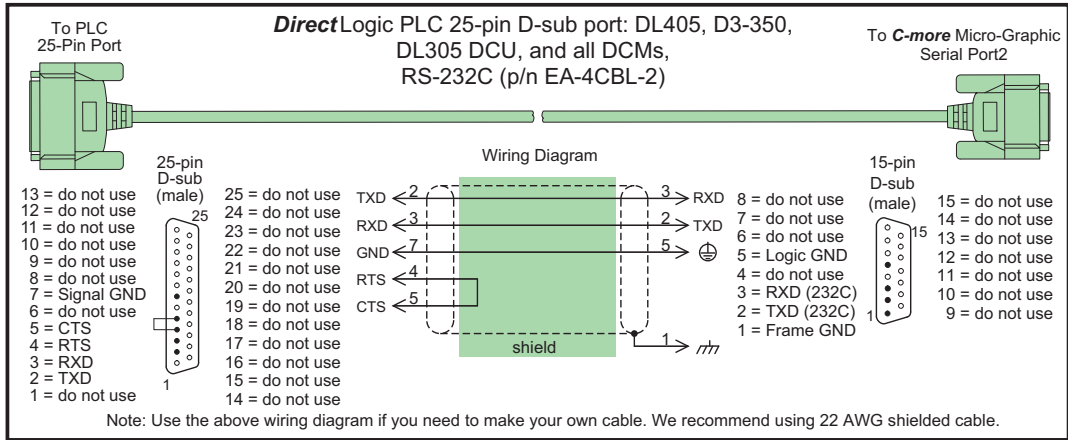 To PLC
25-Pin Port
DirectLogic PLC 25-pin D-sub port: DL405, D3-350,
DL305 DCU, and all DCMs,
RS-232C (p/n EA-4CBL-2)
To C-more Micro-Graphic
Serial Port2
25-pin
D-sub
(male)
13 = do not use
12 = do not use
11 = do not use
10 = do not use
9 = do not use
8 = do not use
7 = Signal GND
6 = do not use
5 = CTS
4 = RTS
3 = RXD
2 = TXD
1 = do not use
25
1
25 = do not use
24 = do not use
23 = do not use
22 = do not use
21 = do not use
20 = do not use
19 = do not use
18 = do not use
17 = do not use
16 = do not use
15 = do not use
14 = do not use
Wiring Diagram
TXD 2 3 RXD
RXD 3 2 TXD
GND 7 5
RTS 4
CTS 5
shield
1
8 = do not use
7 = do not use
6 = do not use
5 = Logic GND
4 = do not use
3 = RXD (232C)
2 = TXD (232C)
1 = Frame GND
15-pin
D-sub
(male)
15
1
15 = do not use
14 = do not use
13 = do not use
12 = do not use
11 = do not use
10 = do not use
9 = do not use
Note: Use the above wiring diagram if you need to make your own cable. We recommend using 22 AWG shielded cable.